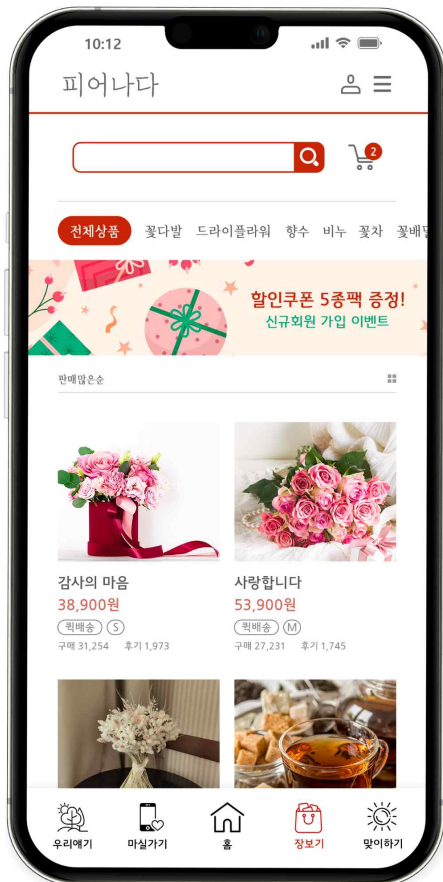 10:12
피어나다
2
전체상품 꽃다발 드라이플라워 향수 비누 꽃차 꽃배달
할인쿠폰 5종팩 증정!
신규회원 가입 이벤트
판매많은순
감사의 마음
38,900원
퀵배송 S
구매 31,254 후기 1,973
사랑합니다
53,900원
퀵배송 M
구매 27,231 후기 1,745
우리얘기 마실가기 홈 장보기 맞이하기